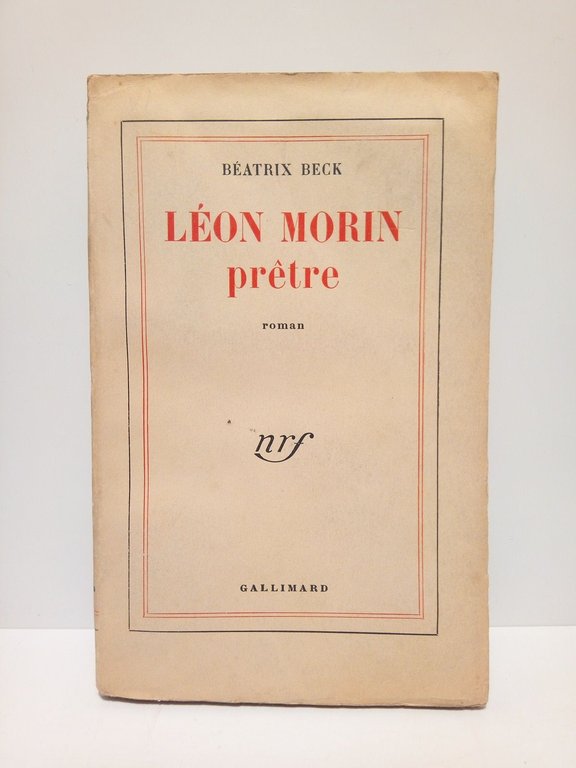 BÉATRIX BECK
LÉON MORIN
prêtre
roman
nrf
GALLIMARD